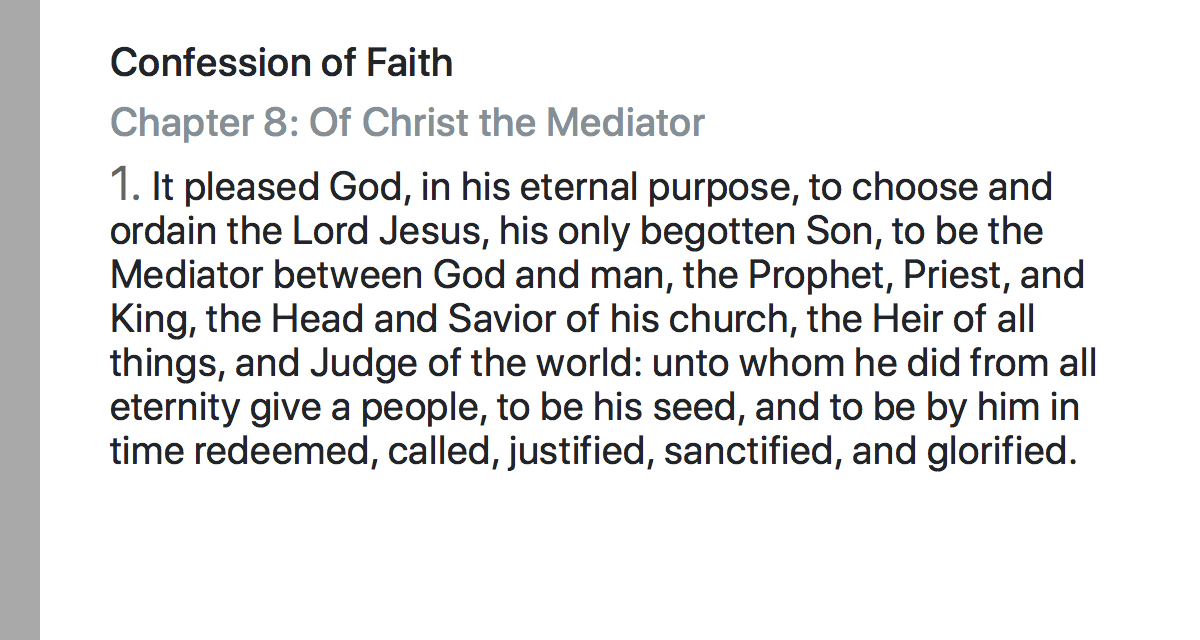 Confession of Faith
Chapter 8: Of Christ the Mediator
1. It pleased God, in his eternal purpose, to choose and
ordain the Lord Jesus, his only begotten Son, to be the
Mediator between God and man, the Prophet, Priest, and
King, the Head and Savior of his church, the Heir of all
things, and Judge of the world: unto whom he did from all
eternity give a people, to be his seed, and to be by him in
time redeemed, called, justified, sanctified, and glorified.